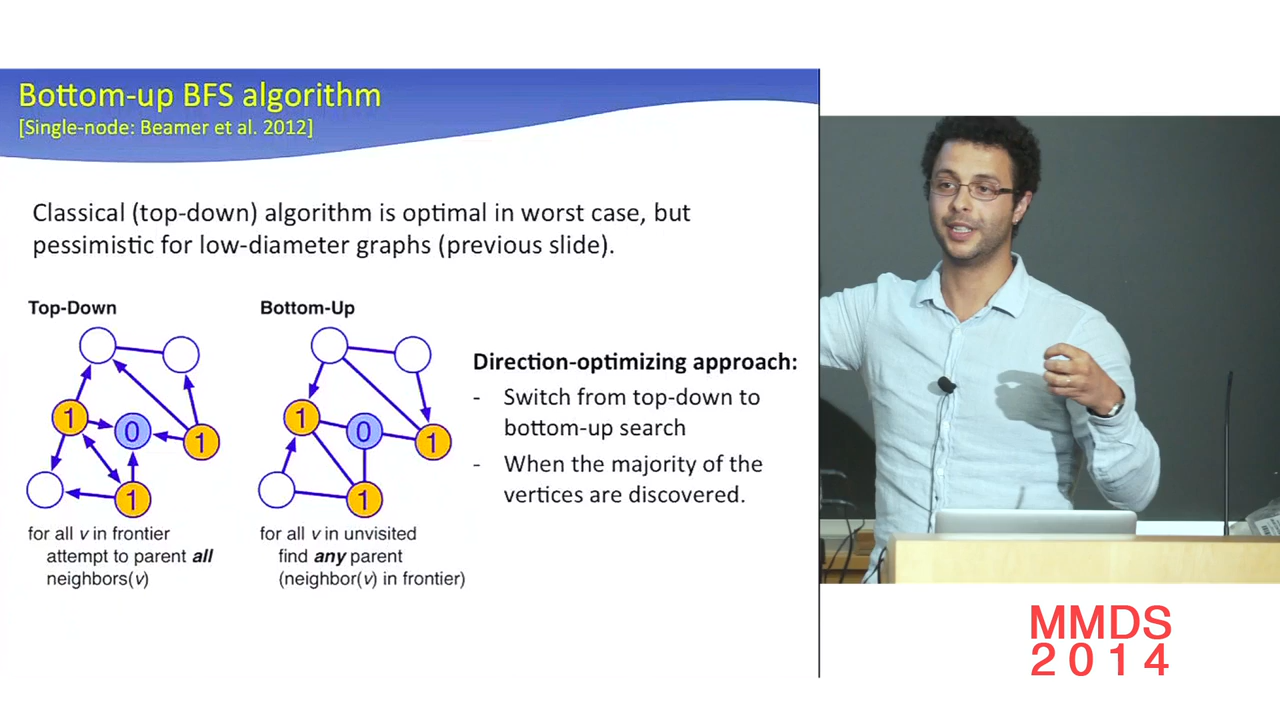 Bottom-up BFS algorithm
[Single-node: Beamer et al. 2012]
Classical (top-down) algorithm is optimal in worst case, but
pessimistic for low-diameter graphs (previous slide).
Top-Down
1
0
1
1
for all v in frontier
attempt to parent all
neighbors(v)
Bottom-Up
1
0
1
1
for all v in unvisited
find any parent
(neighbor(v) in frontier)
Direction-optimizing approach:
- Switch from top-down to
bottom-up search
- When the majority of the
vertices are discovered.
MMDS
2014